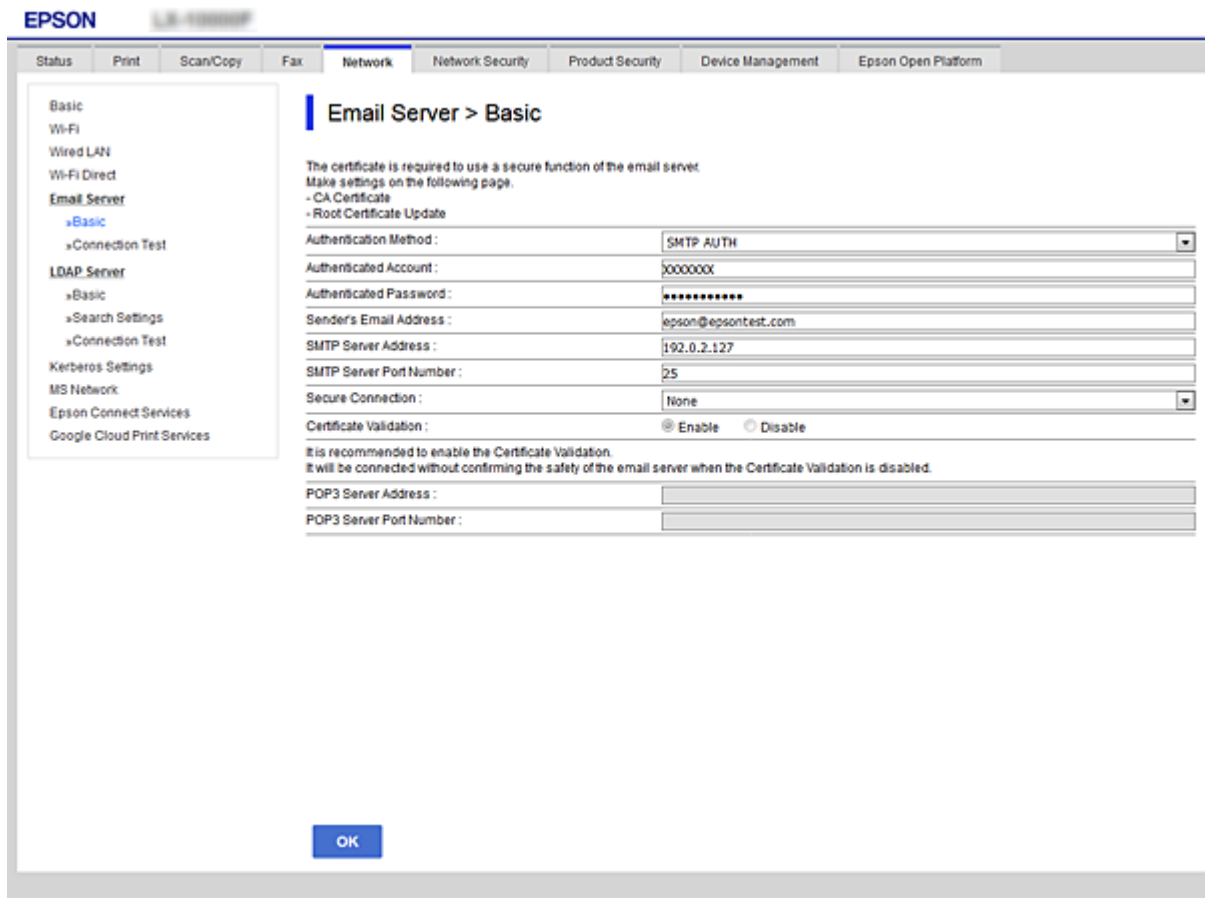 EPSON
Status Print Scan/Copy Fax Network Network Security Product Security Device Management Epson Open Platform
Basic
Wi-Fi
Wired LAN
Wi-Fi Direct
Email Server
»Basic
»Connection Test
LDAP Server
»Basic
»Search Settings
»Connection Test
Kerberos Settings
MS Network
Epson Connect Services
Google Cloud Print Services
Email Server > Basic
The certificate is required to use a secure function of the email server.
Make settings on the following page.
- CA Certificate
- Root Certificate Update
Authentication Method : SMTP AUTH
Authenticated Account : XXXXXXX
Authenticated Password : •••••••••••
Sender's Email Address : epson@epsontest.com
SMTP Server Address : 192.0.2.127
SMTP Server Port Number : 25
Secure Connection : None
Certificate Validation : Enable Disable
It is recommended to enable the Certificate Validation.
It will be connected without confirming the safety of the email server when the Certificate Validation is disabled.
POP3 Server Address :
POP3 Server Port Number :
OK